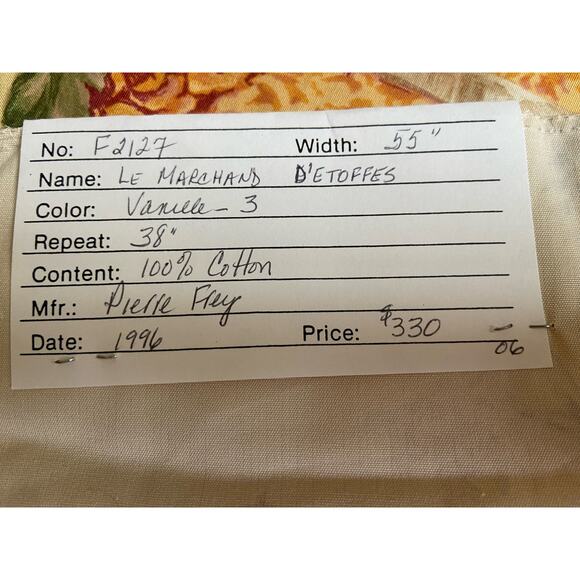 No: F2127 Width: 55"
Name: LE MARCHAND D'ETOFFES
Color: Vanille - 3
Repeat: 38"
Content: 100% Cotton
Mfr.: Pierre Frey
Date: 1996 Price: $330 -
06